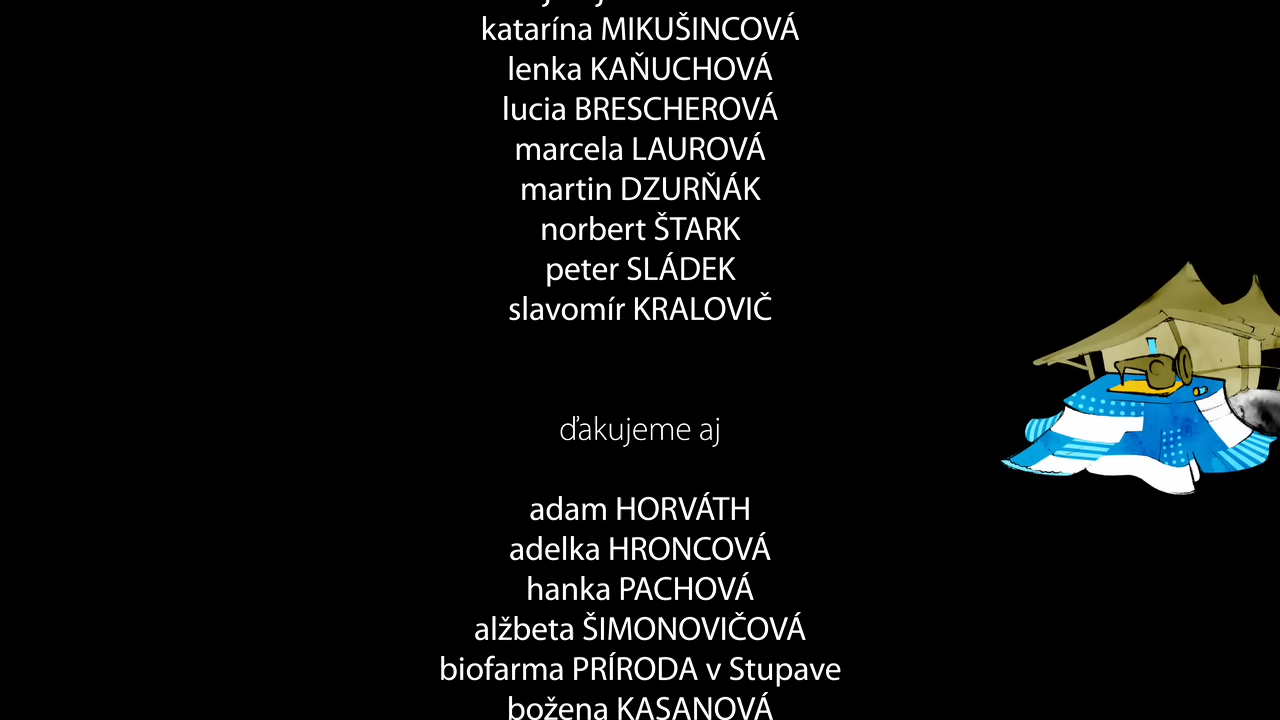 katarína MIKUŠINCOVÁ
lenka KAŇUCHOVÁ
lucia BRESCHEROVÁ
marcela LAUROVÁ
martin DZURŇÁK
norbert ŠTARK
peter SLÁDEK
slavomír KRALOVIČ
ďakujeme aj
adam HORVÁTH
adelka HRONCOVÁ
hanka PACHOVÁ
alžbeta ŠIMONOVIČOVÁ
biofarma PRÍRODA v Stupave
božena KASANOVÁ